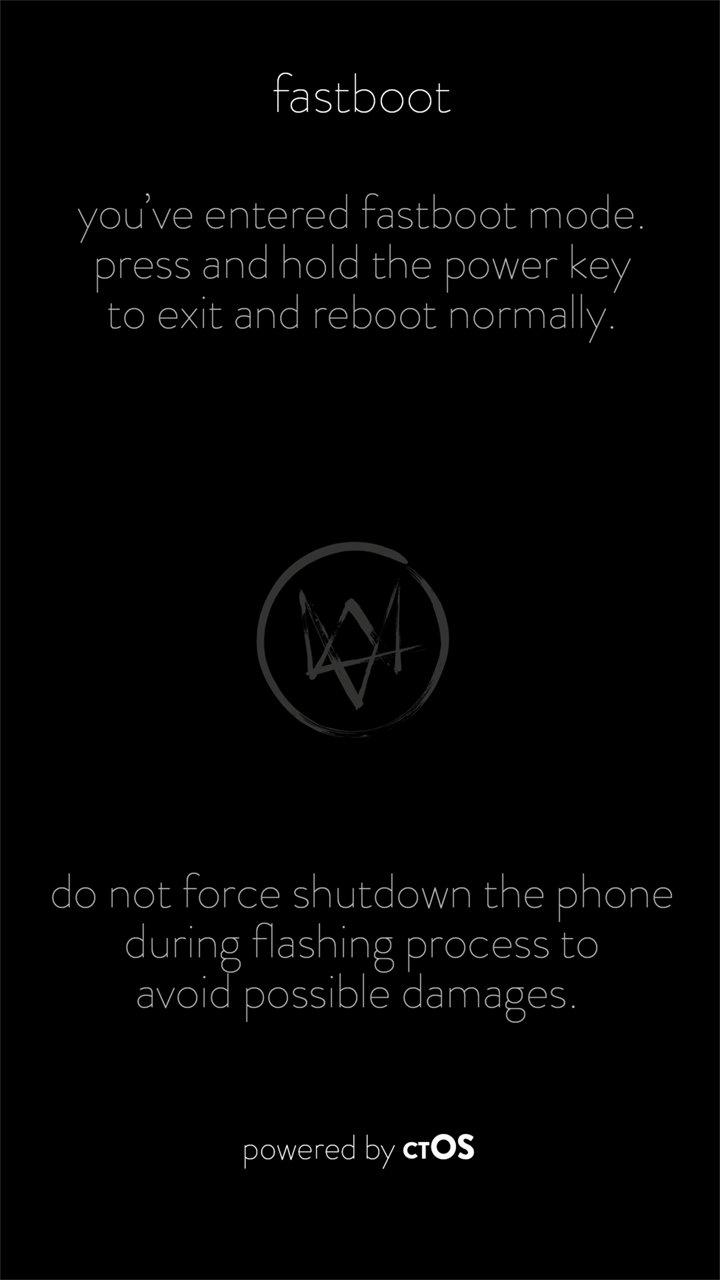 fastboot
you've entered fastboot mode.
press and hold the power key
to exit and reboot normally.
do not force shutdown the phone
during flashing process to
avoid possible damages.
powered by ctOS